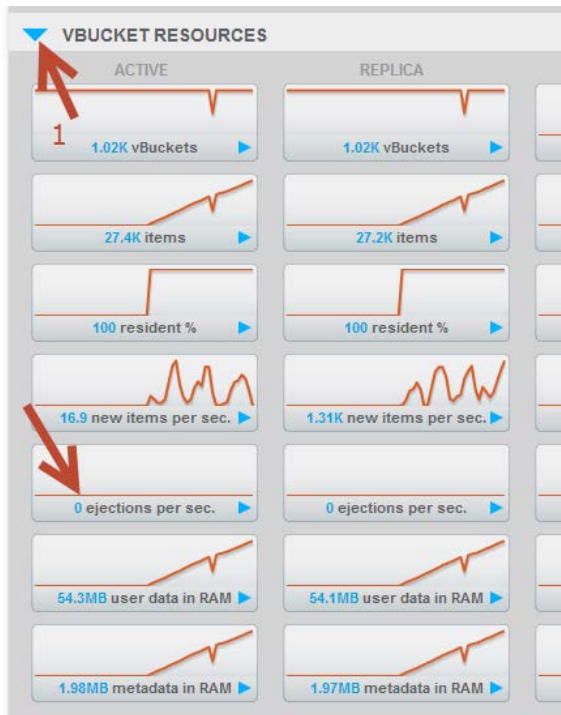 VBUCKET RESOURCES
ACTIVE REPLICA
1
1.02K vBuckets 1.02K vBuckets
27.4K items 27.2K items
100 resident % 100 resident %
16.9 new items per sec. 1.31K new items per sec.
0 ejections per sec. 0 ejections per sec.
54.3MB user data in RAM 54.1MB user data in RAM
1.98MB metadata in RAM 1.97MB metadata in RAM